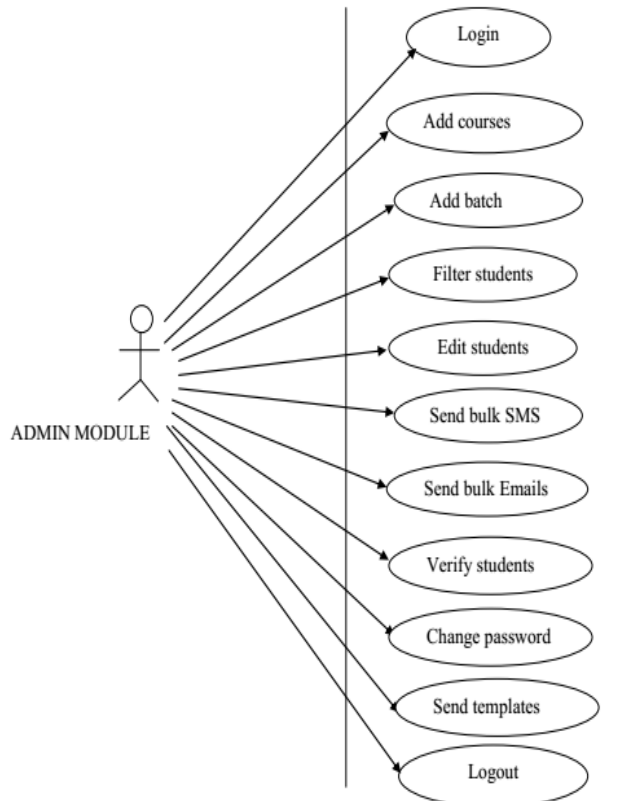 Login
Add courses
Add batch
Filter students
Edit students
Send bulk SMS
ADMIN MODULE
Send bulk Emails
Verify students
Change password
Send templates
Logout